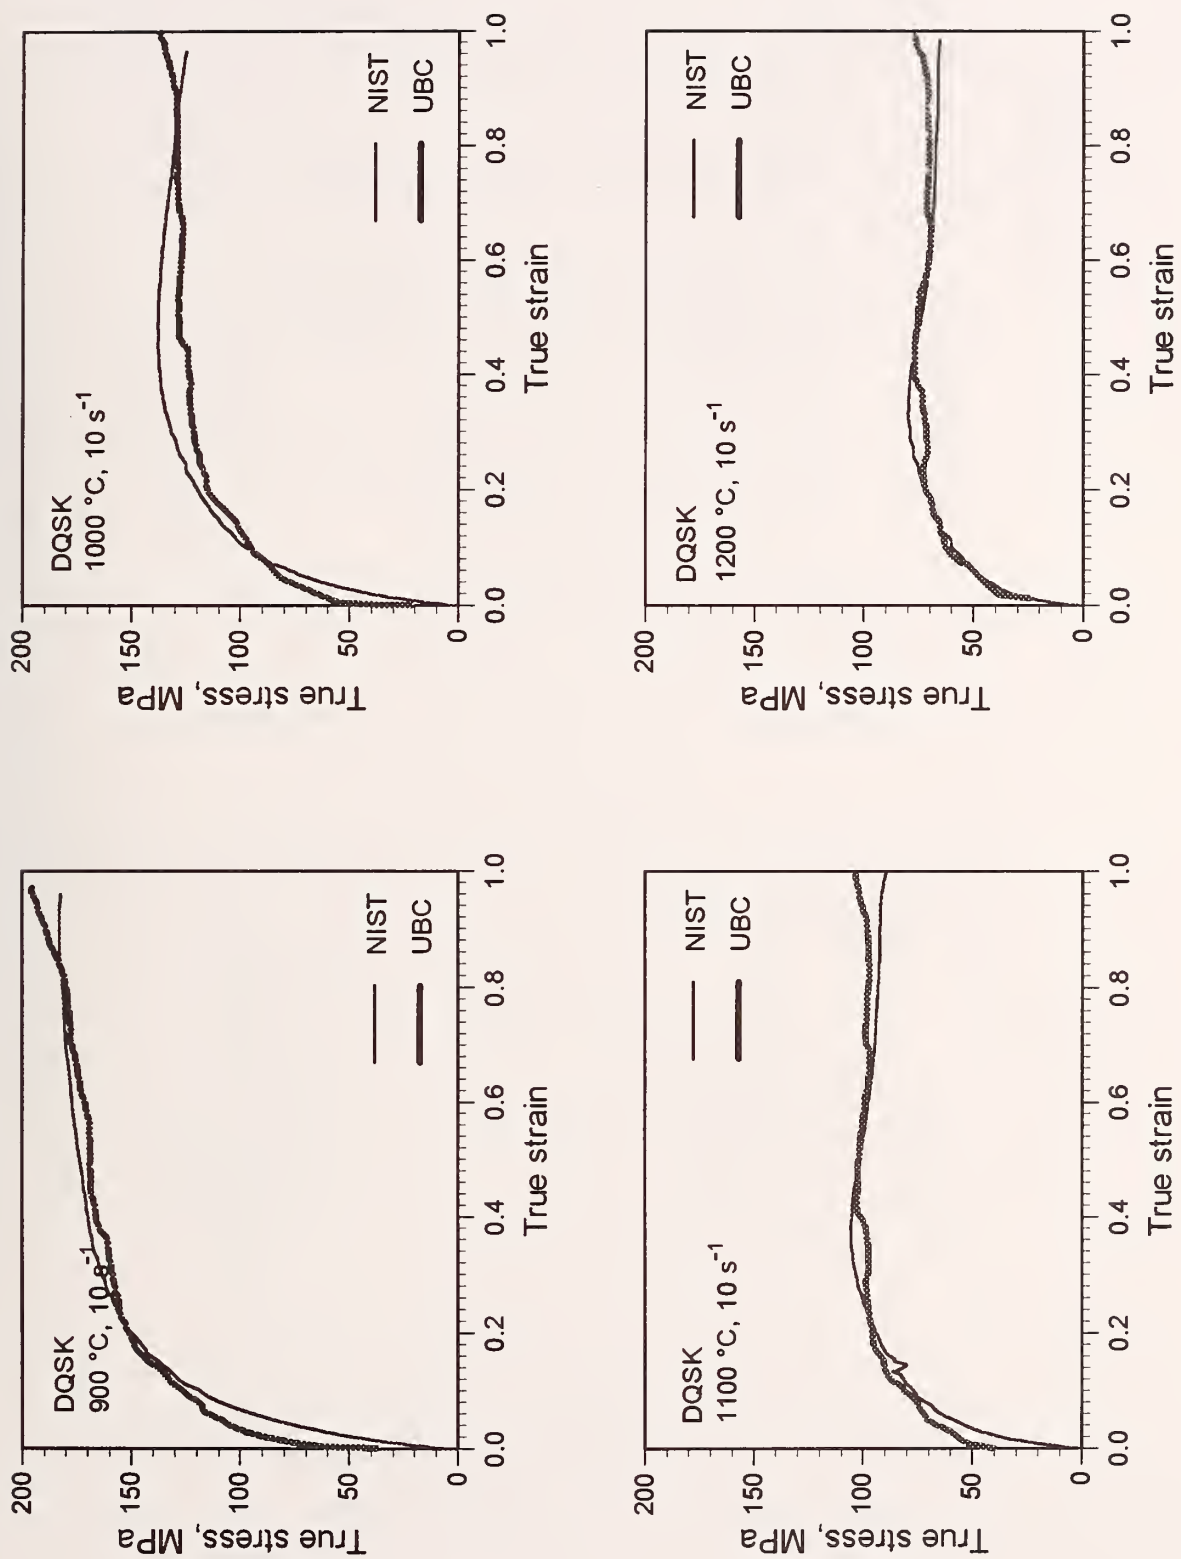 DQSK
900 °C, 10 s⁻¹
NIST
UBC
200
150
100
50
0
True stress, MPa
0.0 0.2 0.4 0.6 0.8 1.0
True strain
DQSK
1000 °C, 10 s⁻¹
NIST
UBC
200
150
100
50
0
True stress, MPa
0.0 0.2 0.4 0.6 0.8 1.0
True strain
DQSK
1100 °C, 10 s⁻¹
NIST
UBC
200
150
100
50
0
True stress, MPa
0.0 0.2 0.4 0.6 0.8 1.0
True strain
DQSK
1200 °C, 10 s⁻¹
NIST
UBC
200
150
100
50
0
True stress, MPa
0.0 0.2 0.4 0.6 0.8 1.0
True strain